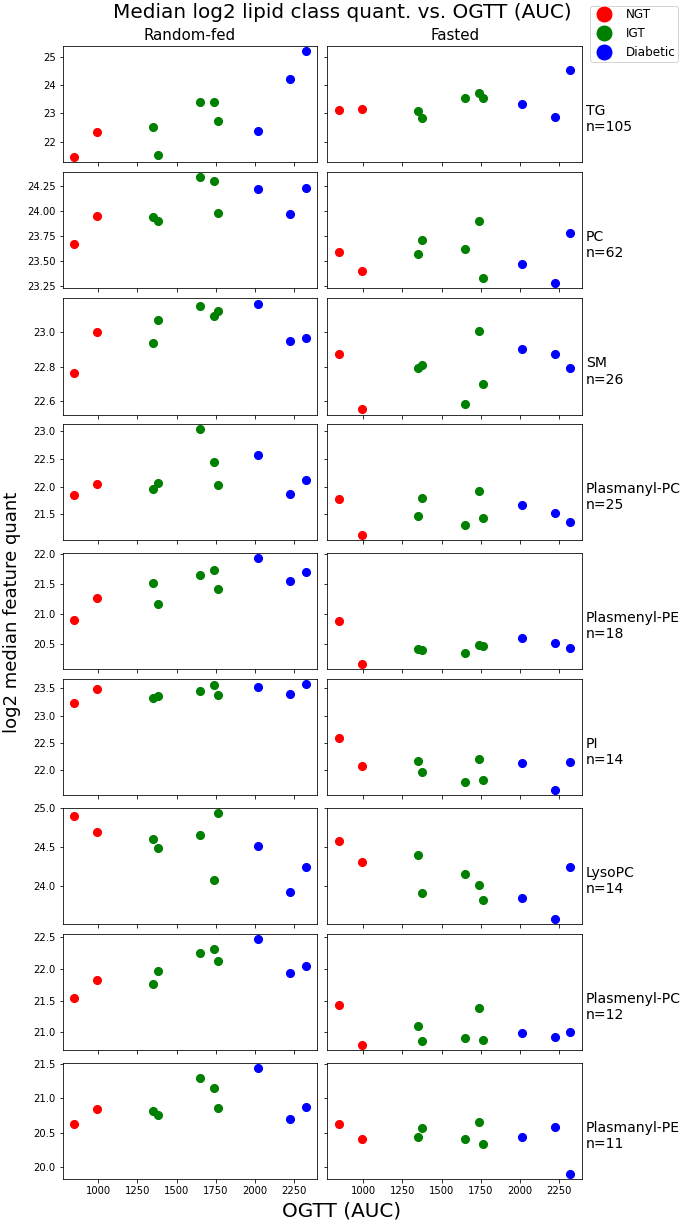 Median log2 lipid class quant. vs. OGTT (AUC)
Random-fed
Fasted
NGT
IGT
Diabetic
25
24
23
22
TG
n=105
24.25
24.00
23.75
23.50
23.25
PC
n=62
23.0
22.8
22.6
SM
n=26
23.0
22.5
22.0
21.5
Plasmanyl-PC
n=25
22.0
21.5
21.0
20.5
Plasmenyl-PE
n=18
23.5
23.0
22.5
22.0
PI
n=14
25.0
24.5
24.0
LysoPC
n=14
22.5
22.0
21.5
21.0
Plasmenyl-PC
n=12
21.5
21.0
20.5
20.0
Plasmanyl-PE
n=11
1000 1250 1500 1750 2000 2250
1000 1250 1500 1750 2000 2250
log2 median feature quant
OGTT (AUC)